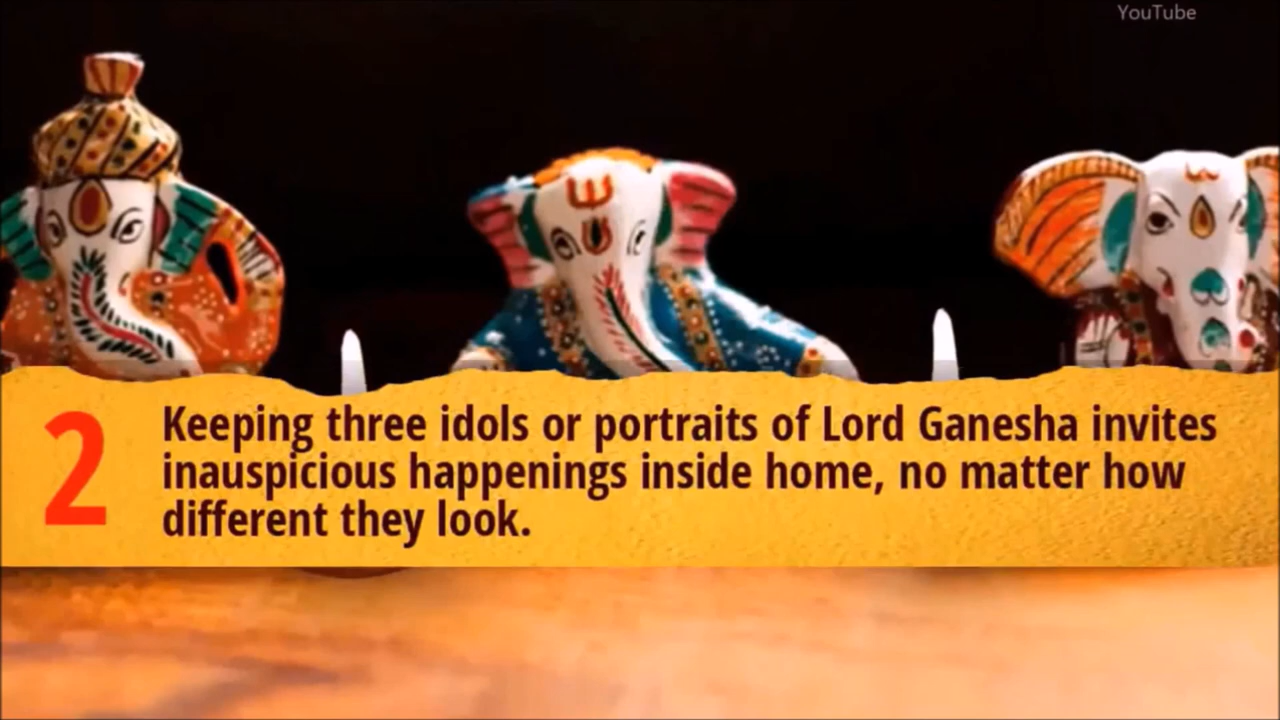 YouTube
2
Keeping three idols or portraits of Lord Ganesha invites
inauspicious happenings inside home, no matter how
different they look.